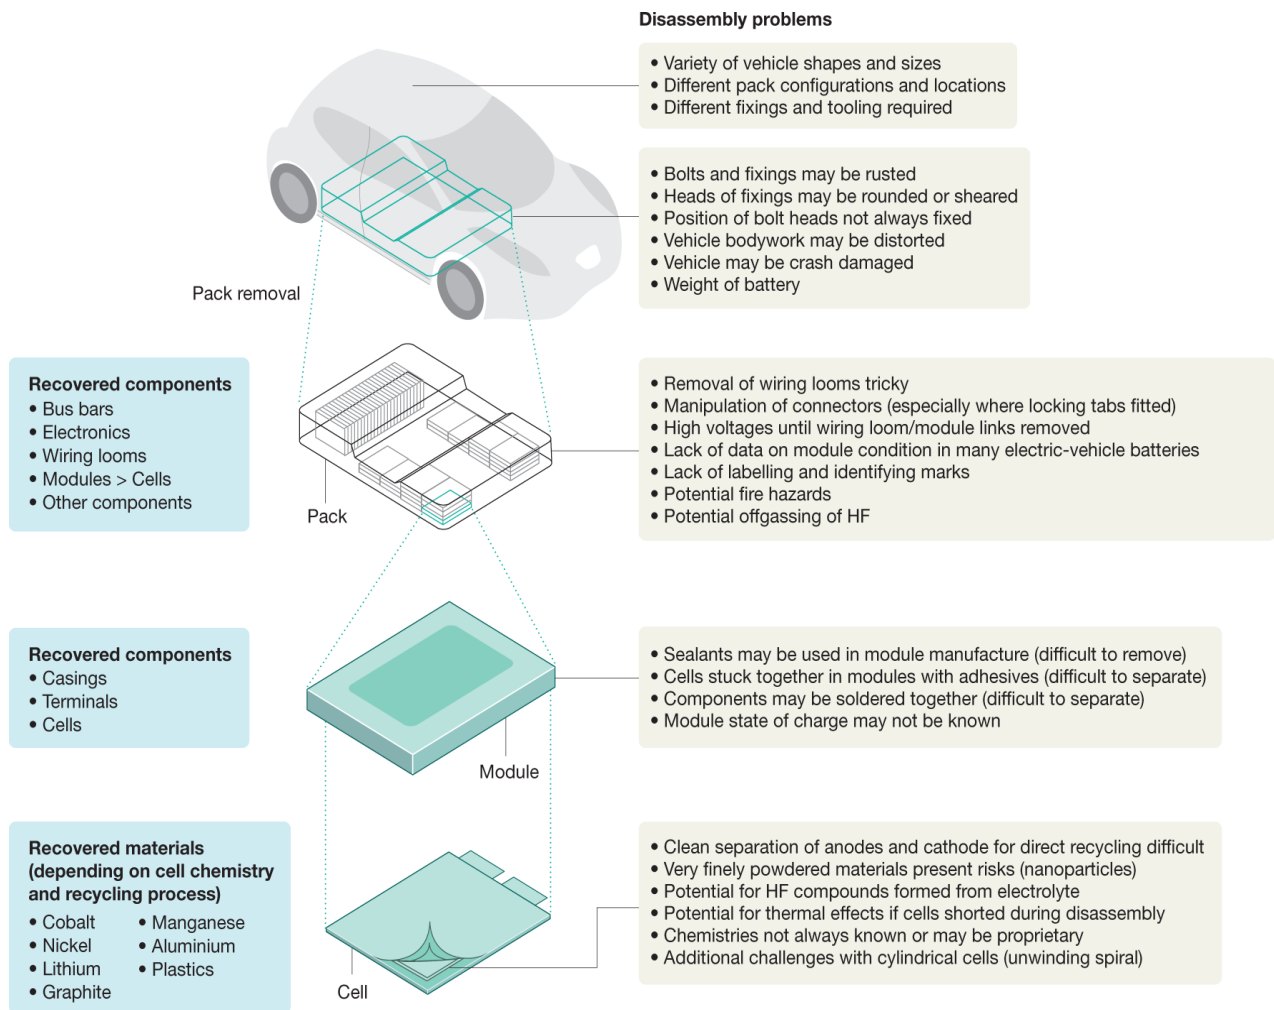 Disassembly problems
• Variety of vehicle shapes and sizes
• Different pack configurations and locations
• Different fixings and tooling required
• Bolts and fixings may be rusted
• Heads of fixings may be rounded or sheared
• Position of bolt heads not always fixed
• Vehicle bodywork may be distorted
• Vehicle may be crash damaged
• Weight of battery
Pack removal
Recovered components
• Bus bars
• Electronics
• Wiring looms
• Modules > Cells
• Other components
Pack
• Removal of wiring looms tricky
• Manipulation of connectors (especially where locking tabs fitted)
• High voltages until wiring loom/module links removed
• Lack of data on module condition in many electric-vehicle batteries
• Lack of labelling and identifying marks
• Potential fire hazards
• Potential offgassing of HF
Recovered components
• Casings
• Terminals
• Cells
Module
• Sealants may be used in module manufacture (difficult to remove)
• Cells stuck together in modules with adhesives (difficult to separate)
• Components may be soldered together (difficult to separate)
• Module state of charge may not be known
Recovered materials
(depending on cell chemistry
and recycling process)
• Cobalt
• Nickel
• Lithium
• Graphite
• Manganese
• Aluminium
• Plastics
Cell
• Clean separation of anodes and cathode for direct recycling difficult
• Very finely powdered materials present risks (nanoparticles)
• Potential for HF compounds formed from electrolyte
• Potential for thermal effects if cells shorted during disassembly
• Chemistries not always known or may be proprietary
• Additional challenges with cylindrical cells (unwinding spiral)